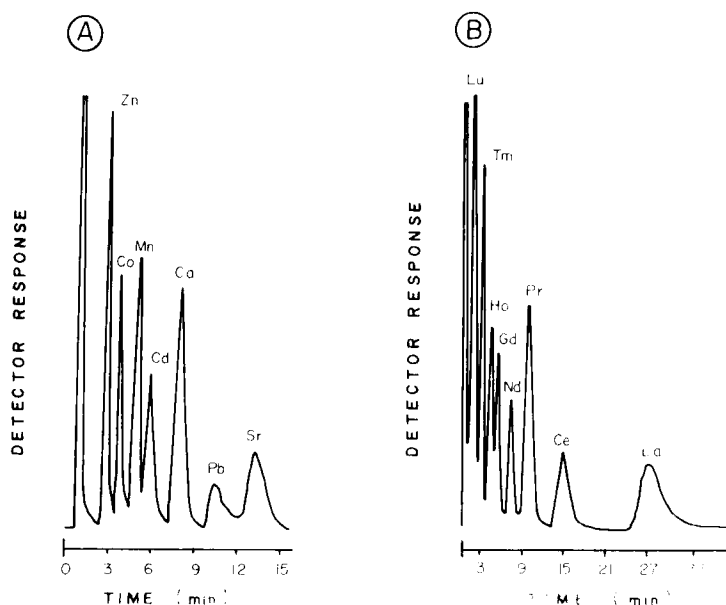 A
Zn
Co
Mn
Cd
Ca
Pb
Sr
DETECTOR RESPONSE
0 3 6 9 12 15
TIME (min)
B
Lu
Tm
Ho
Gd
Nd
Pr
Ce
DETECTOR RESPONSE
3 9 15 21 27
(min)